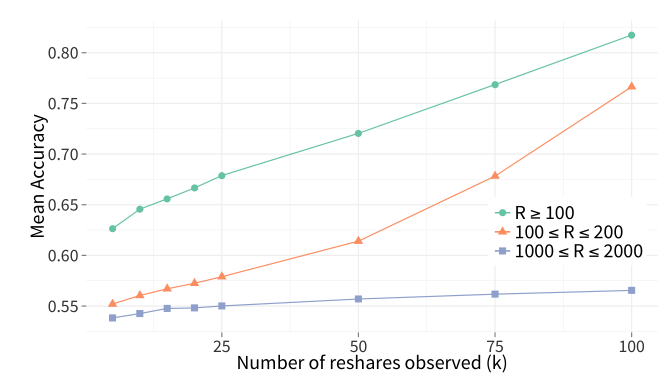 0.80
0.75
0.70
0.65
0.60
0.55
Mean Accuracy
R ≥ 100
100 ≤ R ≤ 200
1000 ≤ R ≤ 2000
25 50 75 100
Number of reshares observed (k)